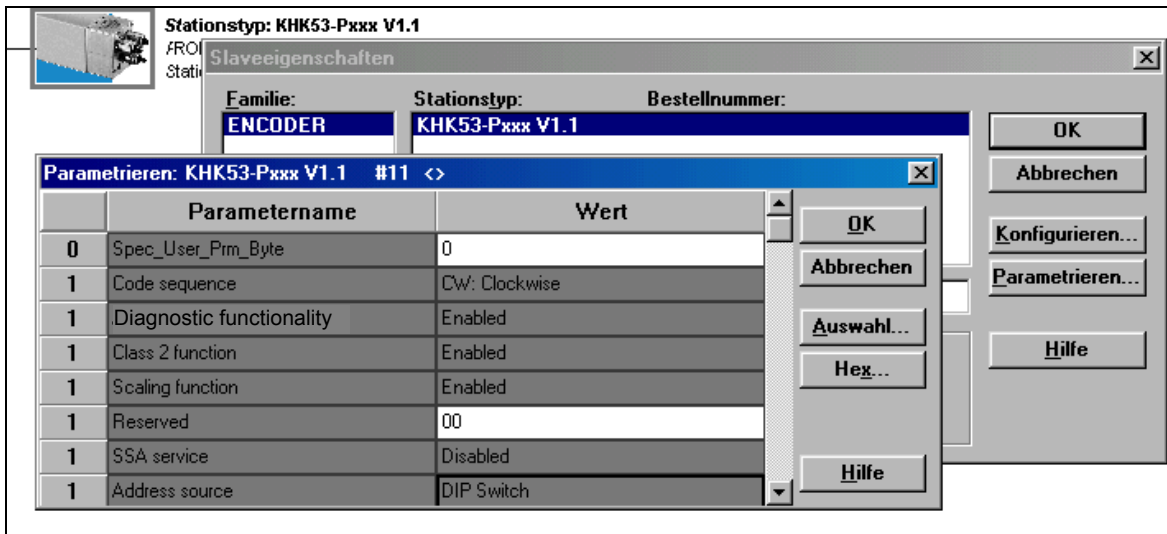 Stationstyp: KHK53-Pxxx V1.1
Slaveeigenschaften
Familie:
Stationstyp:
Bestellnummer:
ENCODER
KHK53-Pxxx V1.1
OK
Abbrechen
Konfigurieren...
Parametrieren...
Hilfe
Parametrieren: KHK53-Pxxx V1.1 #11 <>
Parametername Wert
0 Spec_User_Prm_Byte 0
1 Code sequence CW: Clockwise
1 Diagnostic functionality Enabled
1 Class 2 function Enabled
1 Scaling function Enabled
1 Reserved 00
1 SSA service Disabled
1 Address source DIP Switch
OK
Abbrechen
Auswahl...
Hex...
Hilfe